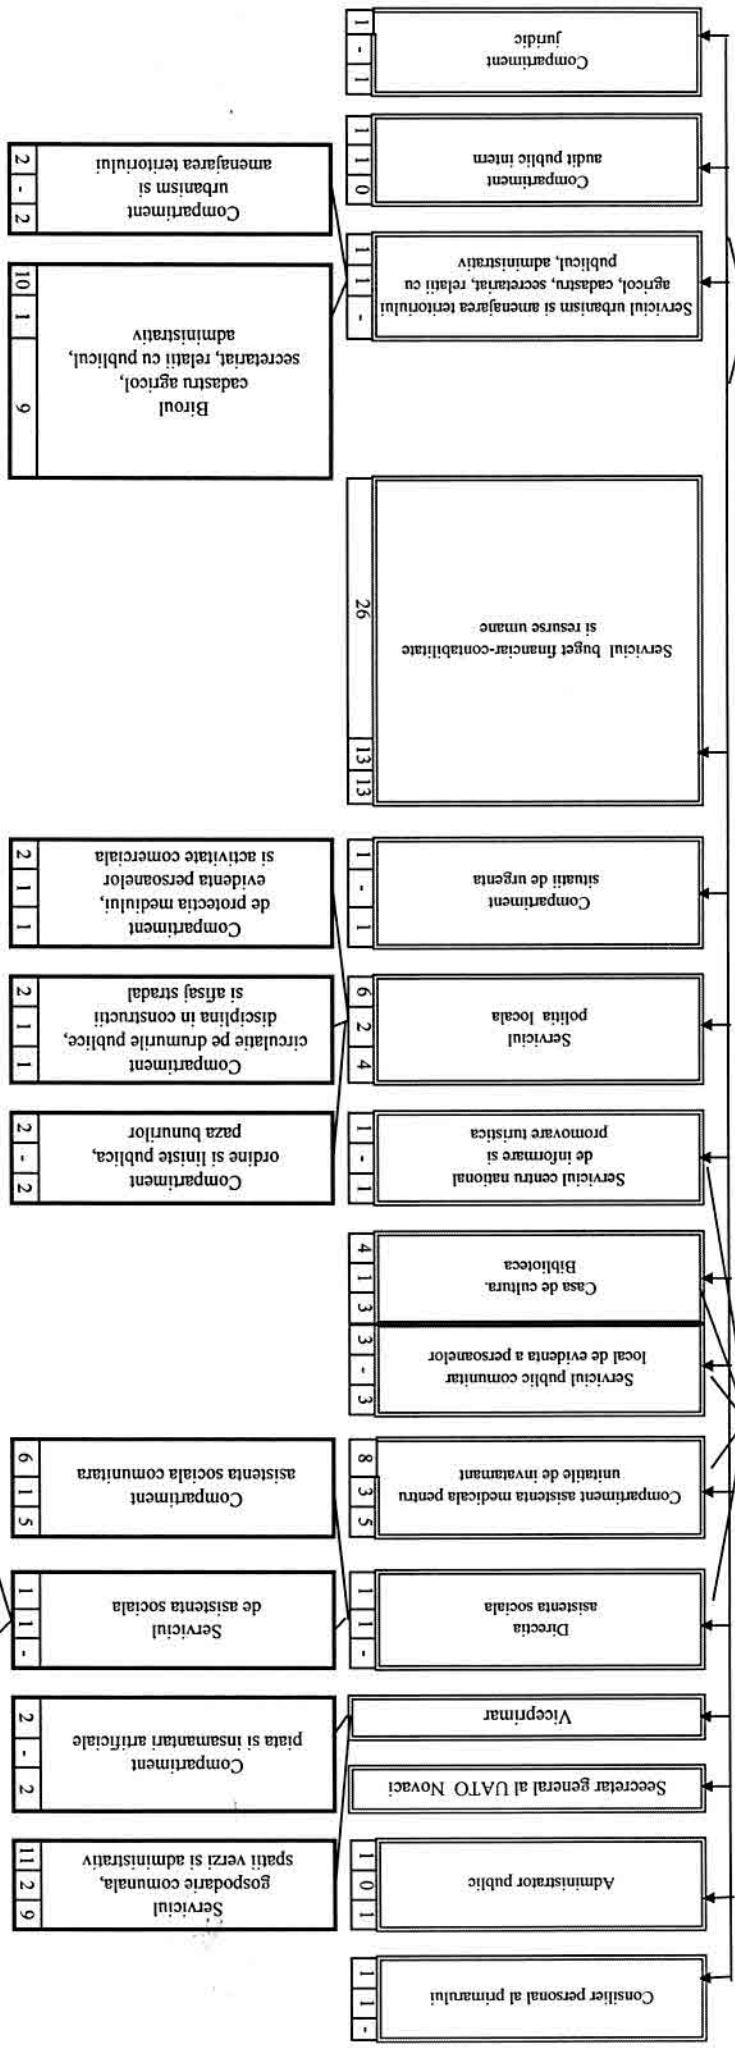 Consilier personal al primarului
1 1 -
Administrator public
1 0 1
Serviciul
gospodarie comunala,
spatii verzi si administrativ
11 2 9
Seecretar general al UATO Novaci
Viceprimar
Compartiment
piata si insamantari artificiale
2 - 2
Directia
asistenta sociala
1 1 -
Serviciul
de asistenta sociala
1 1 -
Compartiment asistenta medicala pentru
unitatile de invatamant
8 3 5
Compartiment
asistenta sociala comunitara
6 1 5
Serviciul public comunitar
local de evidenta a persoanelor
3 - 3
Casa de cultura.
Biblioteca
4 1 3
Serviciul centru national
de informare si
promovare turistica
1 - 1
Compartiment
ordine si liniste publica,
paza bunurilor
2 - 2
Serviciul
politia locala
6 2 4
Compartiment
circulatie pe drumurile publice,
disciplina in constructii
si afisaj stradal
2 1 1
Compartiment
situatii de urgenta
1 - 1
Compartiment
de protectia mediului,
evidenta persoanelor
si activitate comerciala
2 1 1
Serviciul buget financiar-contabilitate
si resurse umane
26 13 13
Serviciul urbanism si amenajarea teritoriului
agricol, cadastru, secretariat, relatii cu
publicul, administrativ
1 1 -
Biroul
cadastru agricol,
secretariat, relatii cu publicul,
administrativ
10 1 9
Compartiment
urbanism si
amenajarea teritoriului
2 - 2
Compartiment
audit public intern
1 1 0
Compartiment
juridic
1 - 1